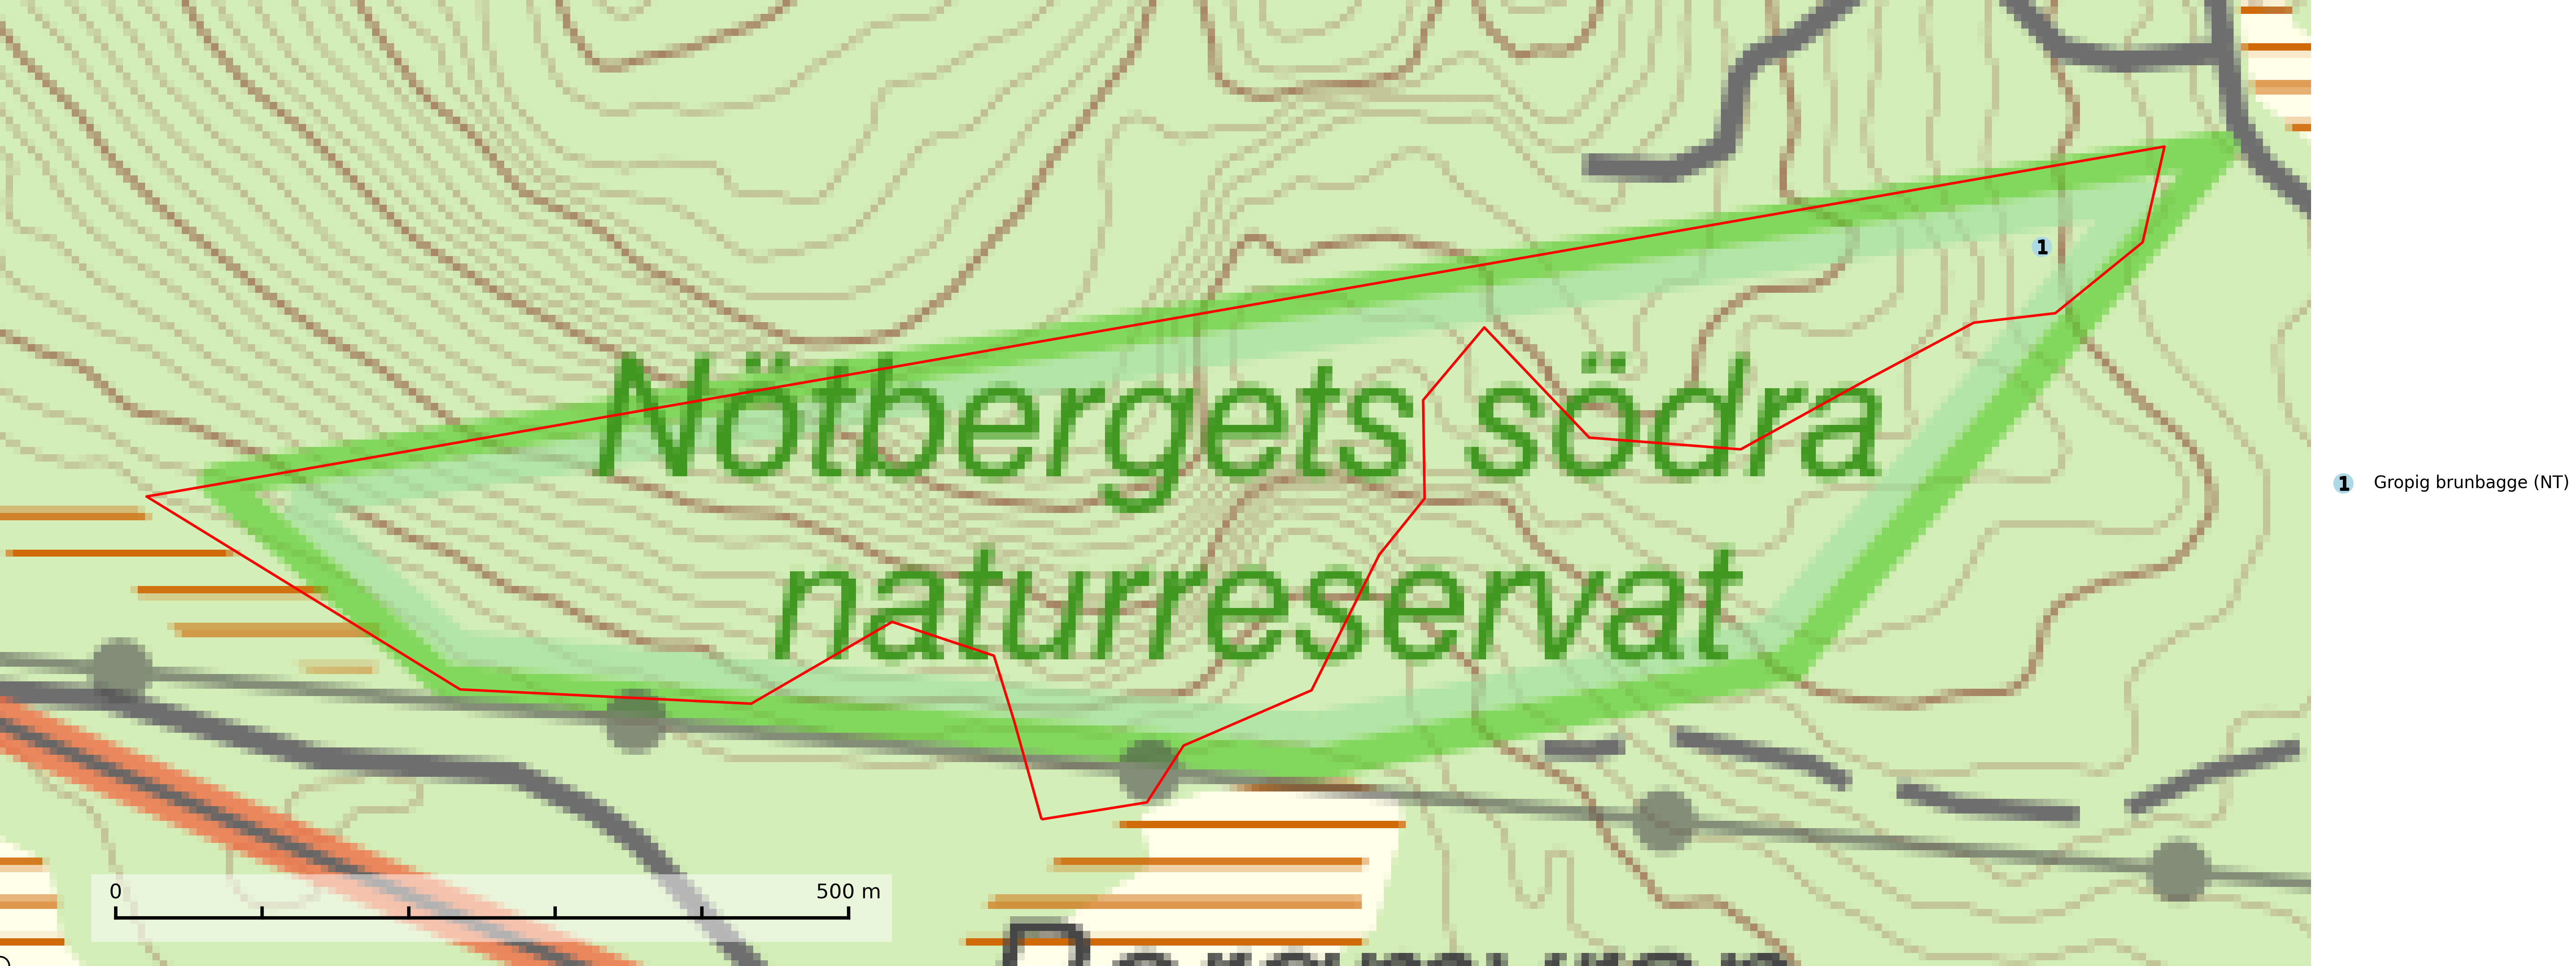 Nötbergets södra
naturreservat
1
1 Gropig brunbagge (NT)
0 500 m